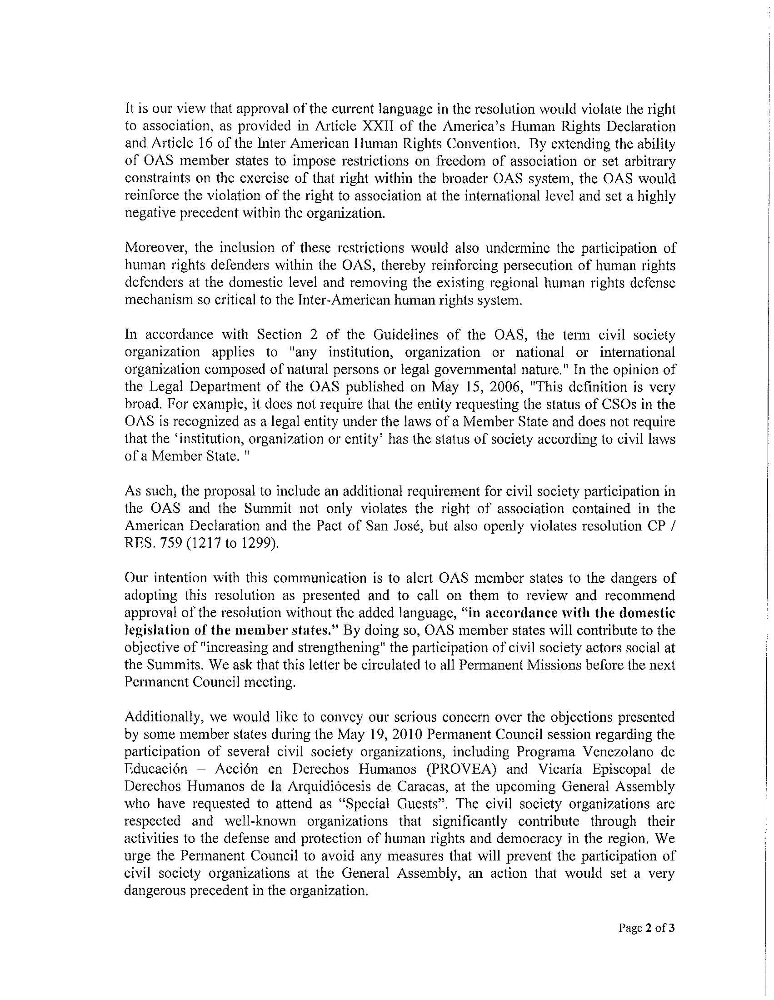 It is our view that approval of the current language in the resolution would violate the right
to association, as provided in Article XXII of the America's Human Rights Declaration
and Article 16 of the Inter American Human Rights Convention. By extending the ability
of OAS member states to impose restrictions on freedom of association or set arbitrary
constraints on the exercise of that right within the broader OAS system, the OAS would
reinforce the violation of the right to association at the international level and set a highly
negative precedent within the organization.
Moreover, the inclusion of these restrictions would also undermine the participation of
human rights defenders within the OAS, thereby reinforcing persecution of human rights
defenders at the domestic level and removing the existing regional human rights defense
mechanism so critical to the Inter-American human rights system.
In accordance with Section 2 of the Guidelines of the OAS, the term civil society
organization applies to "any institution, organization or national or international
organization composed of natural persons or legal governmental nature." In the opinion of
the Legal Department of the OAS published on May 15, 2006, "This definition is very
broad. For example, it does not require that the entity requesting the status of CSOs in the
OAS is recognized as a legal entity under the laws of a Member State and does not require
that the ‘institution, organization or entity’ has the status of society according to civil laws
of a Member State. "
As such, the proposal to include an additional requirement for civil society participation in
the OAS and the Summit not only violates the right of association contained in the
American Declaration and the Pact of San José, but also openly violates resolution CP /
RES. 759 (1217 to 1299).
Our intention with this communication is to alert OAS member states to the dangers of
adopting this resolution as presented and to call on them to review and recommend
approval of the resolution without the added language, “in accordance with the domestic
legislation of the member states.” By doing so, OAS member states will contribute to the
objective of "increasing and strengthening" the participation of civil society actors social at
the Summits. We ask that this letter be circulated to all Permanent Missions before the next
Permanent Council meeting.
Additionally, we would like to convey our serious concern over the objections presented
by some member states during the May 19, 2010 Permanent Council session regarding the
participation of several civil society organizations, including Programa Venezolano de
Educación – Acción en Derechos Humanos (PROVEA) and Vicaría Episcopal de
Derechos Humanos de la Arquidiócesis de Caracas, at the upcoming General Assembly
who have requested to attend as “Special Guests”. The civil society organizations are
respected and well-known organizations that significantly contribute through their
activities to the defense and protection of human rights and democracy in the region. We
urge the Permanent Council to avoid any measures that will prevent the participation of
civil society organizations at the General Assembly, an action that would set a very
dangerous precedent in the organization.
Page 2 of 3